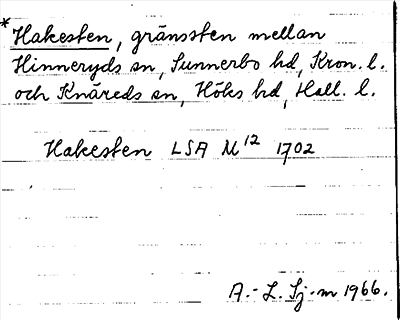 *Hakesten, gränssten mellan
Hinneryds sn, Sunnerbo hd, Kron. l.
och Knäreds sn, Höks hd, Hall. l.
Hakesten LSA M12 1702
A.-L. Sj-m 1966.